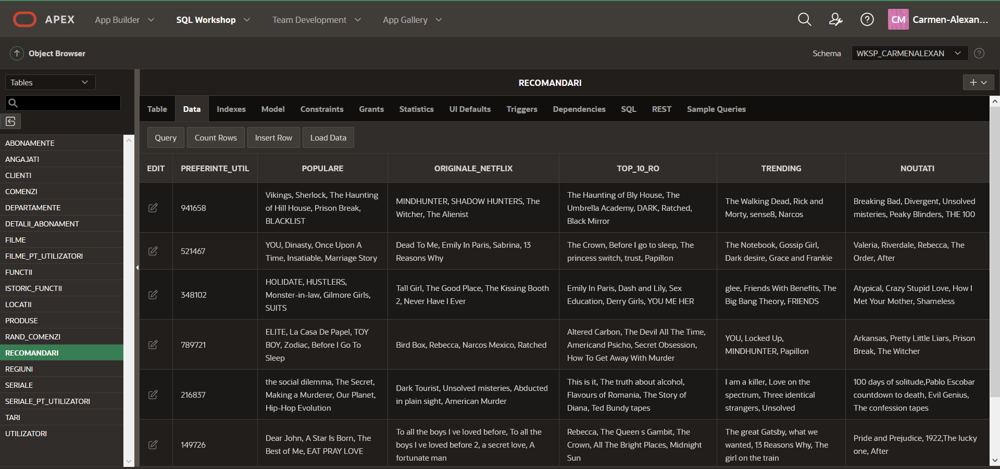 APEX App Builder SQL Workshop Team Development App Gallery CM Carmen-Alexan...
Object Browser Schema WKSP_CARMENALEXAN
Tables
RECOMANDARI
Table Data Indexes Model Constraints Grants Statistics UI Defaults Triggers Dependencies SQL REST Sample Queries
Query Count Rows Insert Row Load Data
ABONAMENTE
ANGAJATI
CLIENTI
COMENZI
DEPARTAMENTE
DETALII_ABONAMENT
FILME
FILME_PT_UTILIZATORI
FUNCTII
ISTORIC_FUNCTII
LOCATII
PRODUSE
RAND_COMENZI
RECOMANDARI
REGIUNI
SERIALE
SERIALE_PT_UTILIZATORI
TARI
UTILIZATORI
EDIT PREFERINTE_UTIL POPULARE ORIGINALE_NETFLIX TOP_10_RO TRENDING NOUTATI
941658
Vikings, Sherlock, The Haunting
of Hill House, Prison Break,
BLACKLIST
MINDHUNTER, SHADOW HUNTERS, The
Witcher, The Alienist
The Haunting of Bly House, The
Umbrella Academy, DARK, Ratched,
Black Mirror
The Walking Dead, Rick and
Morty, sense8, Narcos
Breaking Bad, Divergent, Unsolved
misteries, Peaky Blinders, THE 100
521467
YOU, Dinasty, Once Upon A
Time, Insatiable, Marriage Story
Dead To Me, Emily In Paris, Sabrina, 13
Reasons Why
The Crown, Before I go to sleep, The
princess switch, trust, Papillon
The Notebook, Gossip Girl,
Dark desire, Grace and Frankie
Valeria, Riverdale, Rebecca, The
Order, After
348102
HOLIDATE, HUSTLERS,
Monster-in-law, Gilmore Girls,
SUITS
Tall Girl, The Good Place, The Kissing Booth
2, Never Have I Ever
Emily In Paris, Dash and Lily, Sex
Education, Derry Girls, YOU ME HER
glee, Friends With Benefits, The
Big Bang Theory, FRIENDS
Atypical, Crazy Stupid Love, How I
Met Your Mother, Shameless
789721
ELITE, La Casa De Papel, TOY
BOY, Zodiac, Before I Go To
Sleep
Bird Box, Rebecca, Narcos Mexico, Ratched
Altered Carbon, The Devil All The Time,
Americand Psicho, Secret Obsession,
How To Get Away With Murder
YOU, Locked Up,
MINDHUNTER, Papillon
Arkansas, Pretty Little Liars, Prison
Break, The Witcher
216837
the social dilemma, The Secret,
Making a Murderer, Our Planet,
Hip-Hop Evolution
Dark Tourist, Unsolved misteries, Abducted
in plain sight, American Murder
This is it, The truth about alcohol,
Flavours of Romania, The Story of
Diana, Ted Bundy tapes
I am a killer, Love on the
spectrum, Three identical
strangers, Unsolved
100 days of solitude,Pablo Escobar
countdown to death, Evil Genius,
The confession tapes
149726
Dear John, A Star Is Born, The
Best of Me, EAT PRAY LOVE
To all the boys I ve loved before, To all the
boys I ve loved before 2, a secret love, A
fortunate man
Rebecca, The Queen s Gambit, The
Crown, All The Bright Places, Midnight
Sun
The great Gatsby, what we
wanted, 13 Reasons Why, The
girl on the train
Pride and Prejudice, 1922,The lucky
one, After